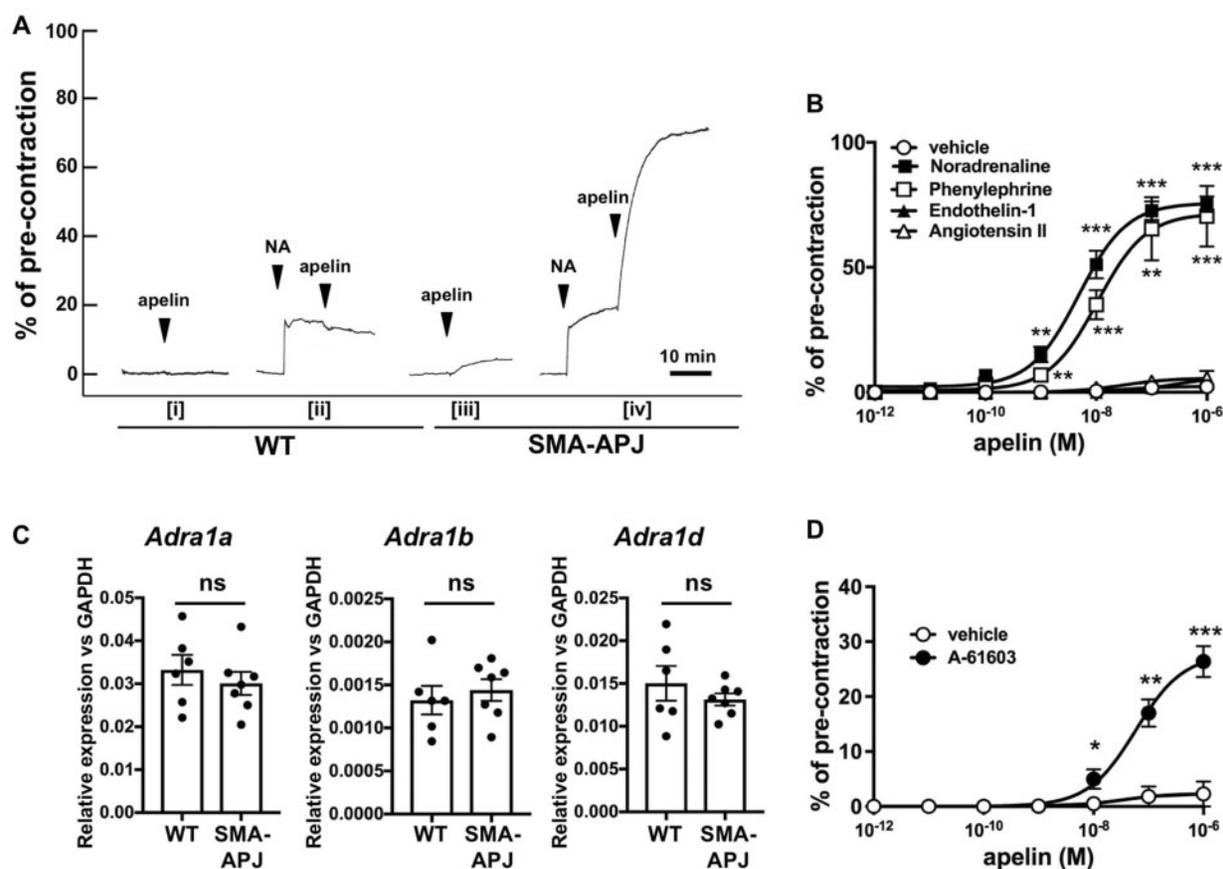 A
100
80
60
40
20
0
% of pre-contraction
apelin
NA
apelin
apelin
NA
apelin
10 min
[i]
[ii]
[iii]
[iv]
WT
SMA-APJ
B
100
50
0
% of pre-contraction
vehicle
Noradrenaline
Phenylephrine
Endothelin-1
Angiotensin II
**
**
***
***
***
**
***
***
10-12
10-10
10-8
10-6
apelin (M)
C
Adra1a
ns
Relative expression vs GAPDH
0.05
0.04
0.03
0.02
0.01
0.00
WT
SMA-
APJ
Adra1b
ns
Relative expression vs GAPDH
0.0025
0.0020
0.0015
0.0010
0.0005
0.0000
WT
SMA-
APJ
Adra1d
ns
Relative expression vs GAPDH
0.025
0.020
0.015
0.010
0.005
0.000
WT
SMA-
APJ
D
40
30
20
10
0
% of pre-contraction
vehicle
A-61603
*
**
***
10-12
10-10
10-8
10-6
apelin (M)